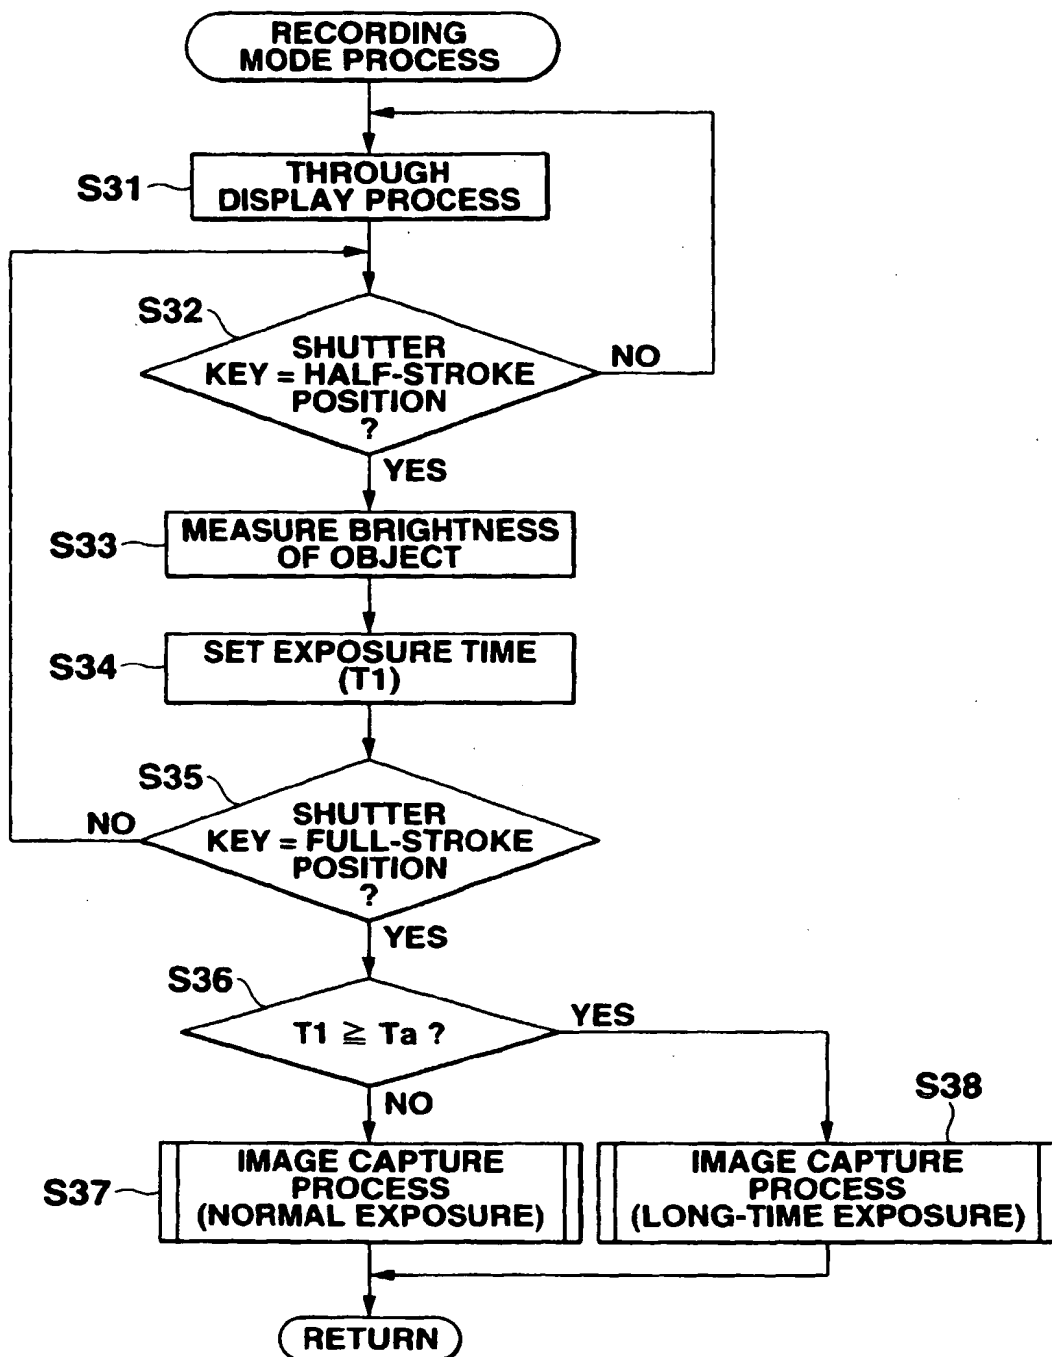 RECORDING
MODE PROCESS
S31
THROUGH
DISPLAY PROCESS
S32
SHUTTER
KEY = HALF-STROKE
POSITION
?
NO
YES
S33
MEASURE BRIGHTNESS
OF OBJECT
S34
SET EXPOSURE TIME
(T1)
S35
SHUTTER
KEY = FULL-STROKE
POSITION
?
NO
YES
S36
T1 ≧ Ta ?
YES
NO
S37
IMAGE CAPTURE
PROCESS
(NORMAL EXPOSURE)
S38
IMAGE CAPTURE
PROCESS
(LONG-TIME EXPOSURE)
RETURN